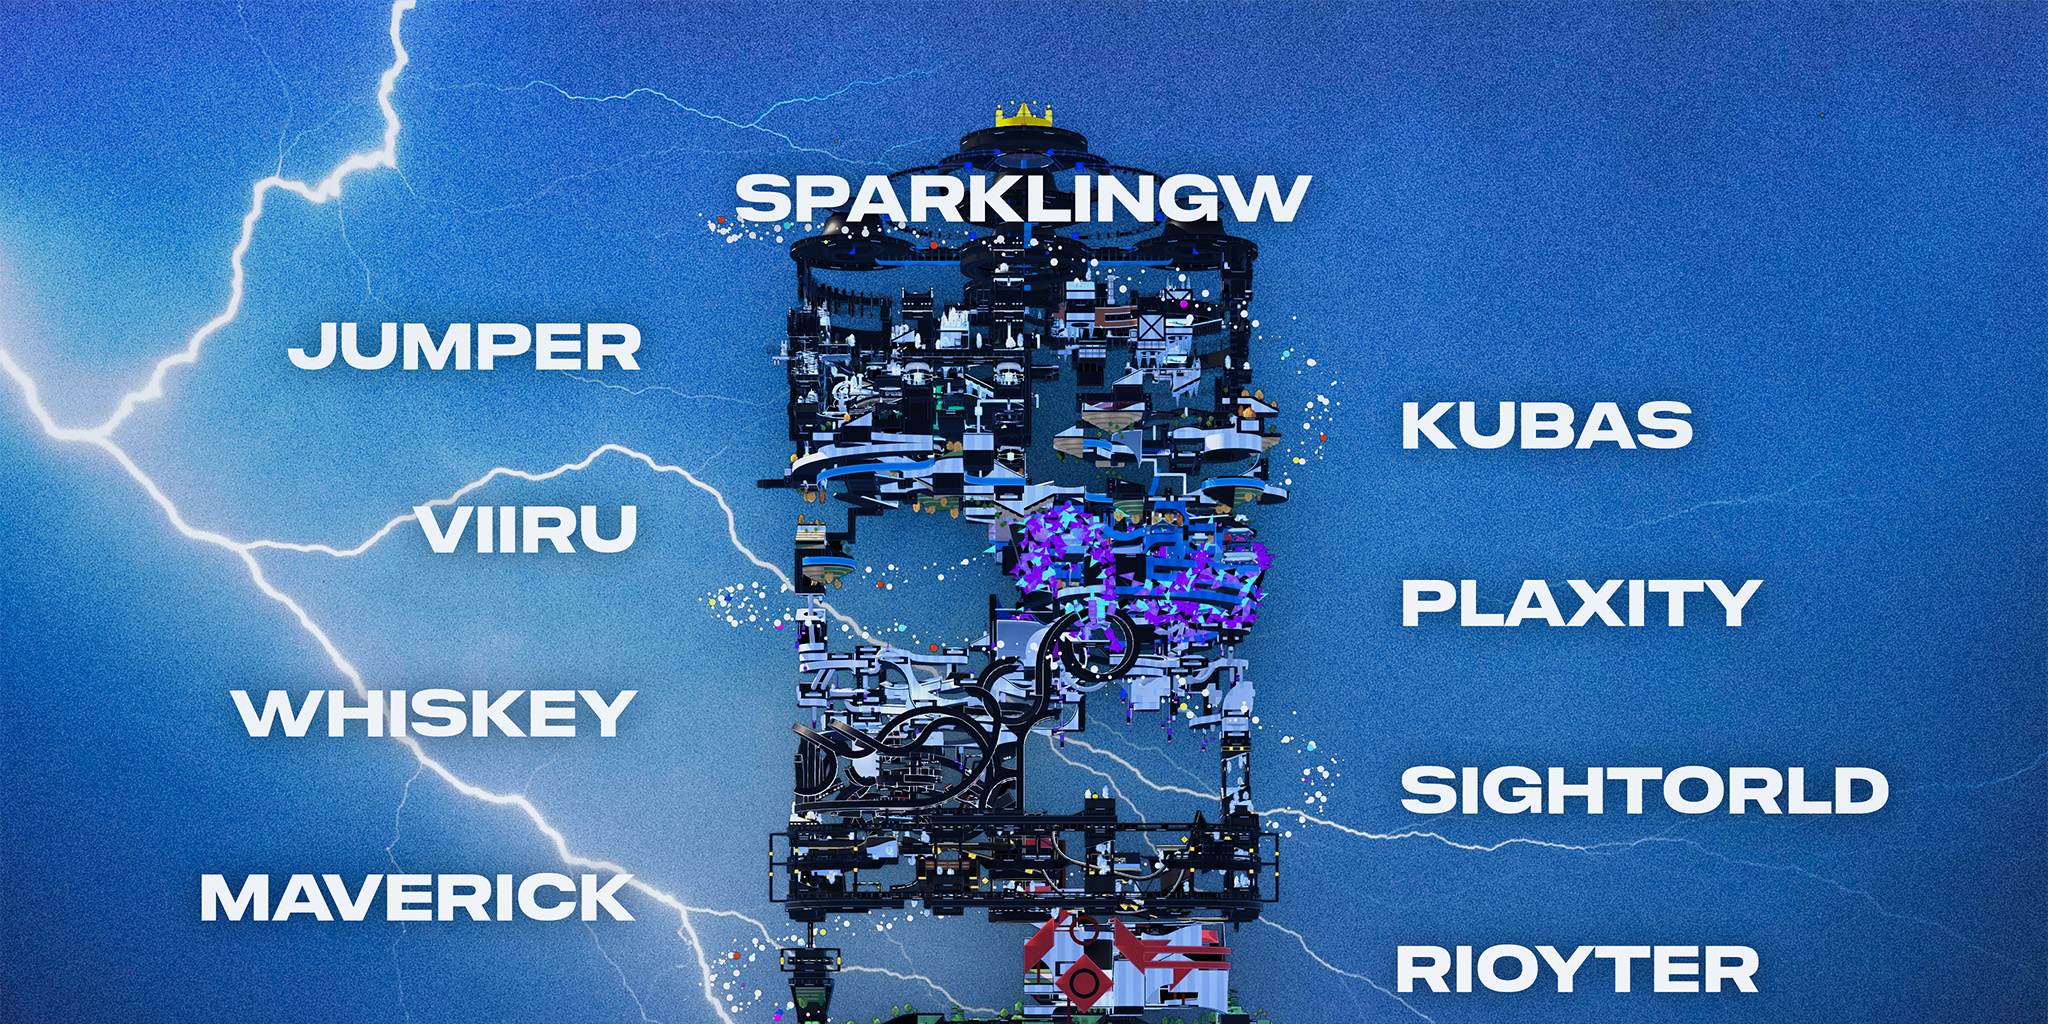 SPARKLINGW
JUMPER
KUBAS
VIIRU
PLAXITY
WHISKEY
SIGHTORLD
MAVERICK
RIOYTER